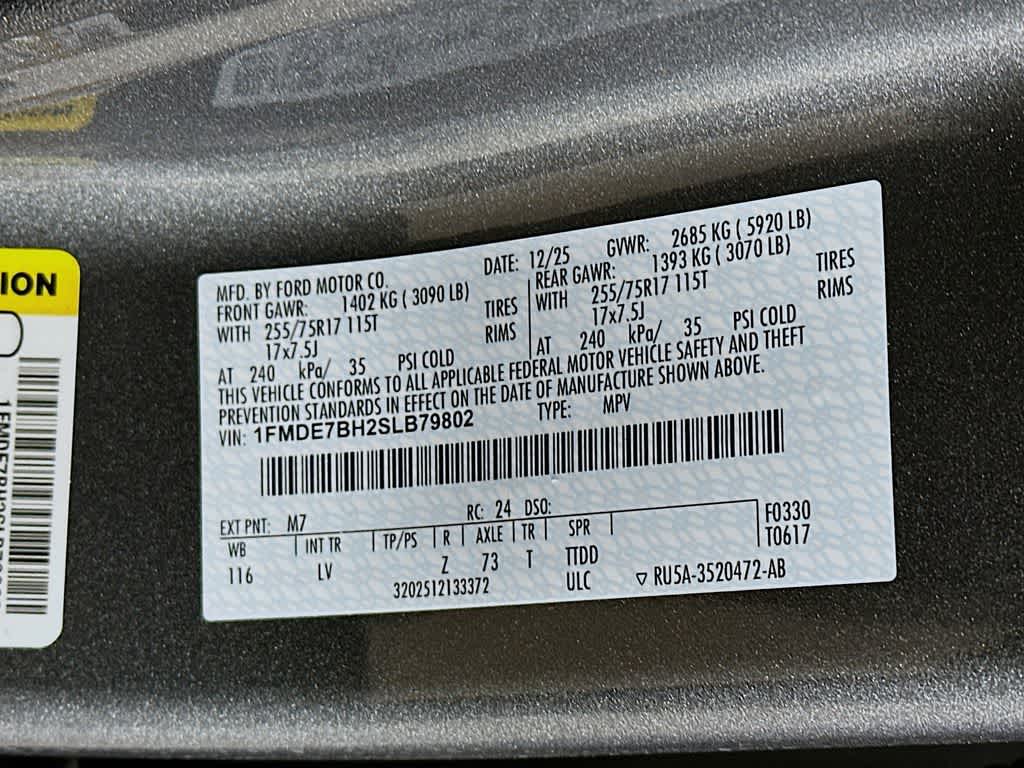 ION
1FMDE7BH2SLB79802
MFD. BY FORD MOTOR CO.
DATE: 12/25 GVWR: 2685 KG ( 5920 LB)
FRONT GAWR: 1402 KG ( 3090 LB)
WITH 255/75R17 115T TIRES
17x7.5J RIMS
AT 240 kPa/ 35 PSI COLD
REAR GAWR: 1393 KG ( 3070 LB)
WITH 255/75R17 115T TIRES
17x7.5J RIMS
AT 240 kPa/ 35 PSI COLD
THIS VEHICLE CONFORMS TO ALL APPLICABLE FEDERAL MOTOR VEHICLE SAFETY AND THEFT
PREVENTION STANDARDS IN EFFECT ON THE DATE OF MANUFACTURE SHOWN ABOVE.
VIN: 1FMDE7BH2SLB79802 TYPE: MPV
EXT PNT: M7 RC: 24 DSO:
WB INT TR TP/PS R AXLE TR SPR
116 LV Z 73 T TTDD
3202512133372 ULC
F0330
T0617
▽ RU5A-3520472-AB